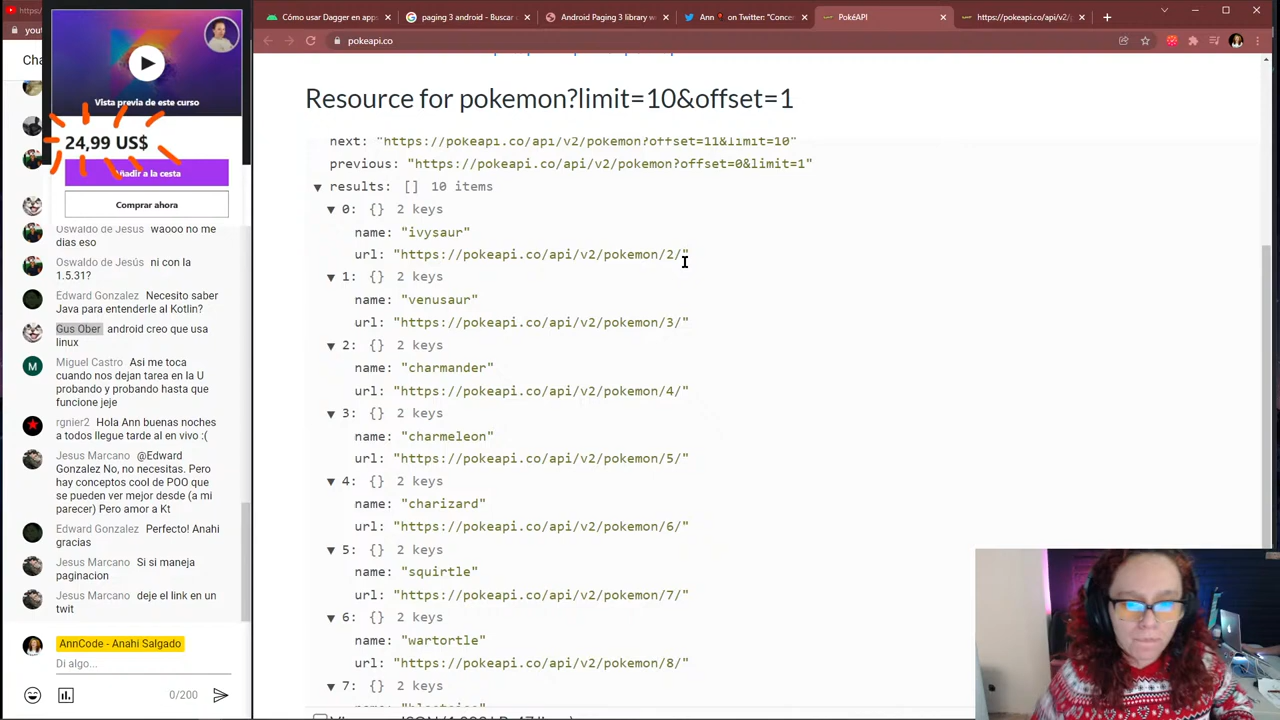 https://
Cómo usar Dagger en apps
paging 3 android - Buscar
Android Paging 3 library w
Ann on Twitter: "Conce
PokéAPI
https://pokeapi.co/api/v2/
you
pokeapi.co
Cha
Vista previa de este curso
24,99 US$
Añadir a la cesta
Comprar ahora
Oswaldo de Jesús waooo no me
dias eso
Oswaldo de Jesús ni con la
1.5.31?
Edward Gonzalez Necesito saber
Java para entenderle al Kotlin?
Gus Ober android creo que usa
linux
Miguel Castro Asi me toca
cuando nos dejan tarea en la U
probando y probando hasta que
funcione jeje
rgnier2 Hola Ann buenas noches
a todos llegue tarde al en vivo :(
Jesus Marcano @Edward
Gonzalez No, no necesitas. Pero
hay conceptos cool de POO que
se pueden ver mejor desde (a mi
parecer) Pero amor a Kt
Edward Gonzalez Perfecto! Anahi
gracias
Jesus Marcano Si si maneja
paginacion
Jesus Marcano deje el link en un
twit
AnnCode - Anahi Salgado
Di algo...
0/200
Resource for pokemon?limit=10&offset=1
next: "https://pokeapi.co/api/v2/pokemon?offset=11&limit=10"
previous: "https://pokeapi.co/api/v2/pokemon?offset=0&limit=1"
results: [] 10 items
0: {} 2 keys
name: "ivysaur"
url: "https://pokeapi.co/api/v2/pokemon/2/"
1: {} 2 keys
name: "venusaur"
url: "https://pokeapi.co/api/v2/pokemon/3/"
2: {} 2 keys
name: "charmander"
url: "https://pokeapi.co/api/v2/pokemon/4/"
3: {} 2 keys
name: "charmeleon"
url: "https://pokeapi.co/api/v2/pokemon/5/"
4: {} 2 keys
name: "charizard"
url: "https://pokeapi.co/api/v2/pokemon/6/"
5: {} 2 keys
name: "squirtle"
url: "https://pokeapi.co/api/v2/pokemon/7/"
6: {} 2 keys
name: "wartortle"
url: "https://pokeapi.co/api/v2/pokemon/8/"
7: {} 2 keys